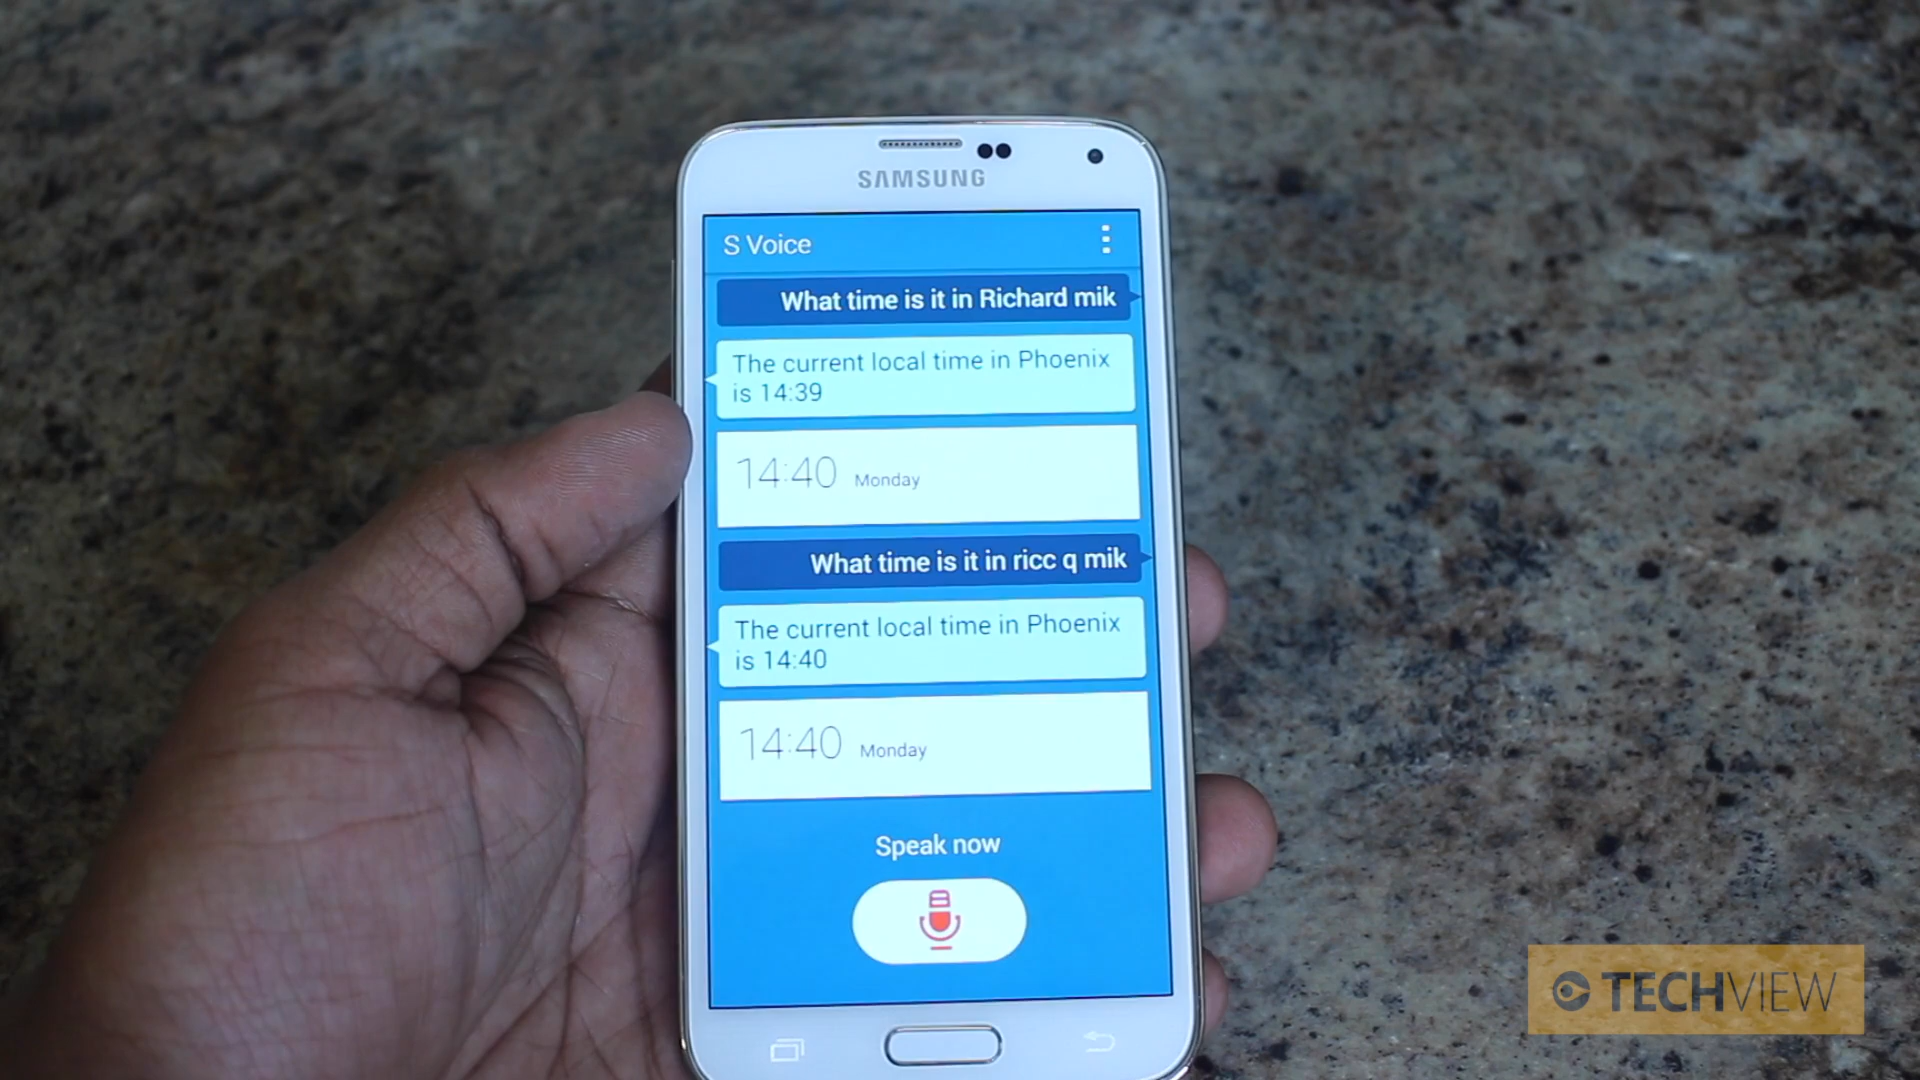 SAMSUNG
S Voice
What time is it in Richard mik
The current local time in Phoenix
is 14:39
14:40 Monday
What time is it in ricc q mik
The current local time in Phoenix
is 14:40
14:40 Monday
Speak now
TECHVIEW